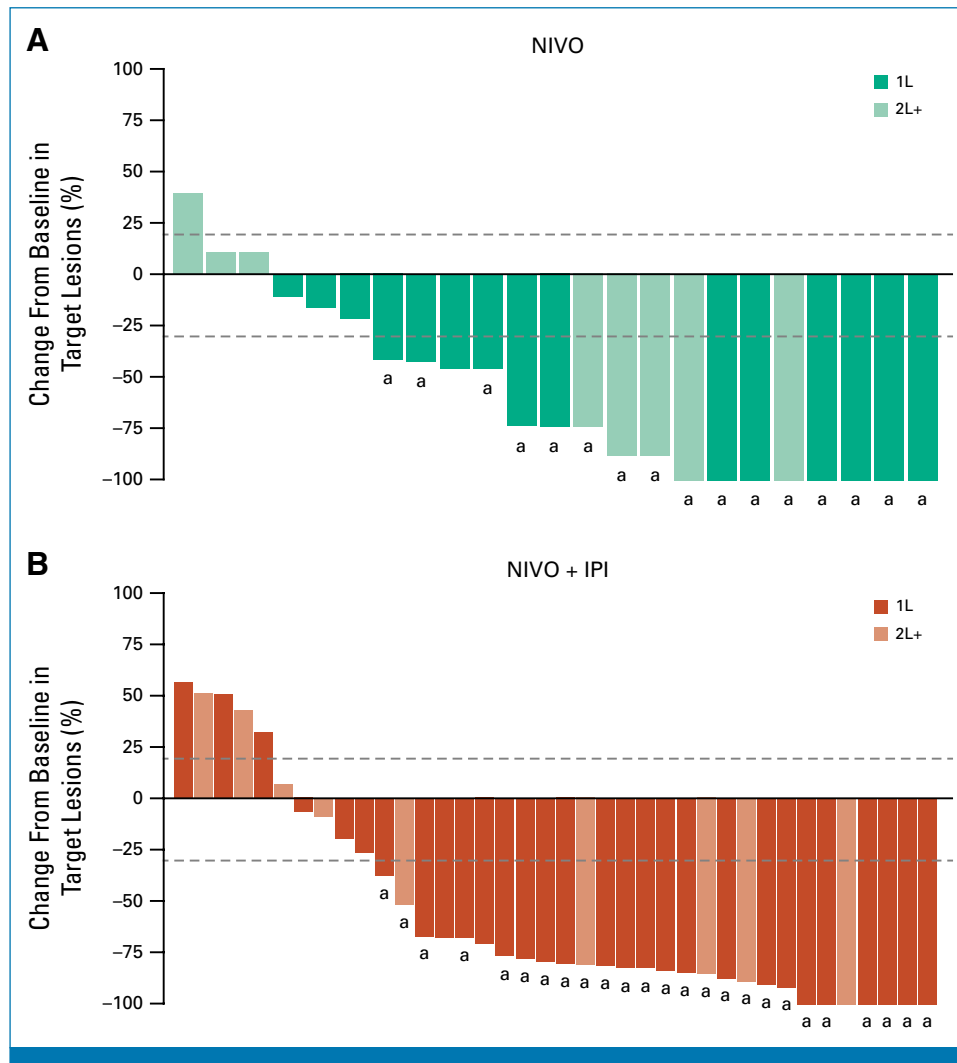 A
NIVO
100
75
50
25
0
–25
–50
–75
–100
Change From Baseline in
Target Lesions (%)
1L
2L+
a a
a
a a a
a a
a a a a a a a a
B
NIVO + IPI
100
75
50
25
0
–25
–50
–75
–100
Change From Baseline in
Target Lesions (%)
1L
2L+
a
a
a a
a a a a a a a a a a a a a a a
a a a a a a